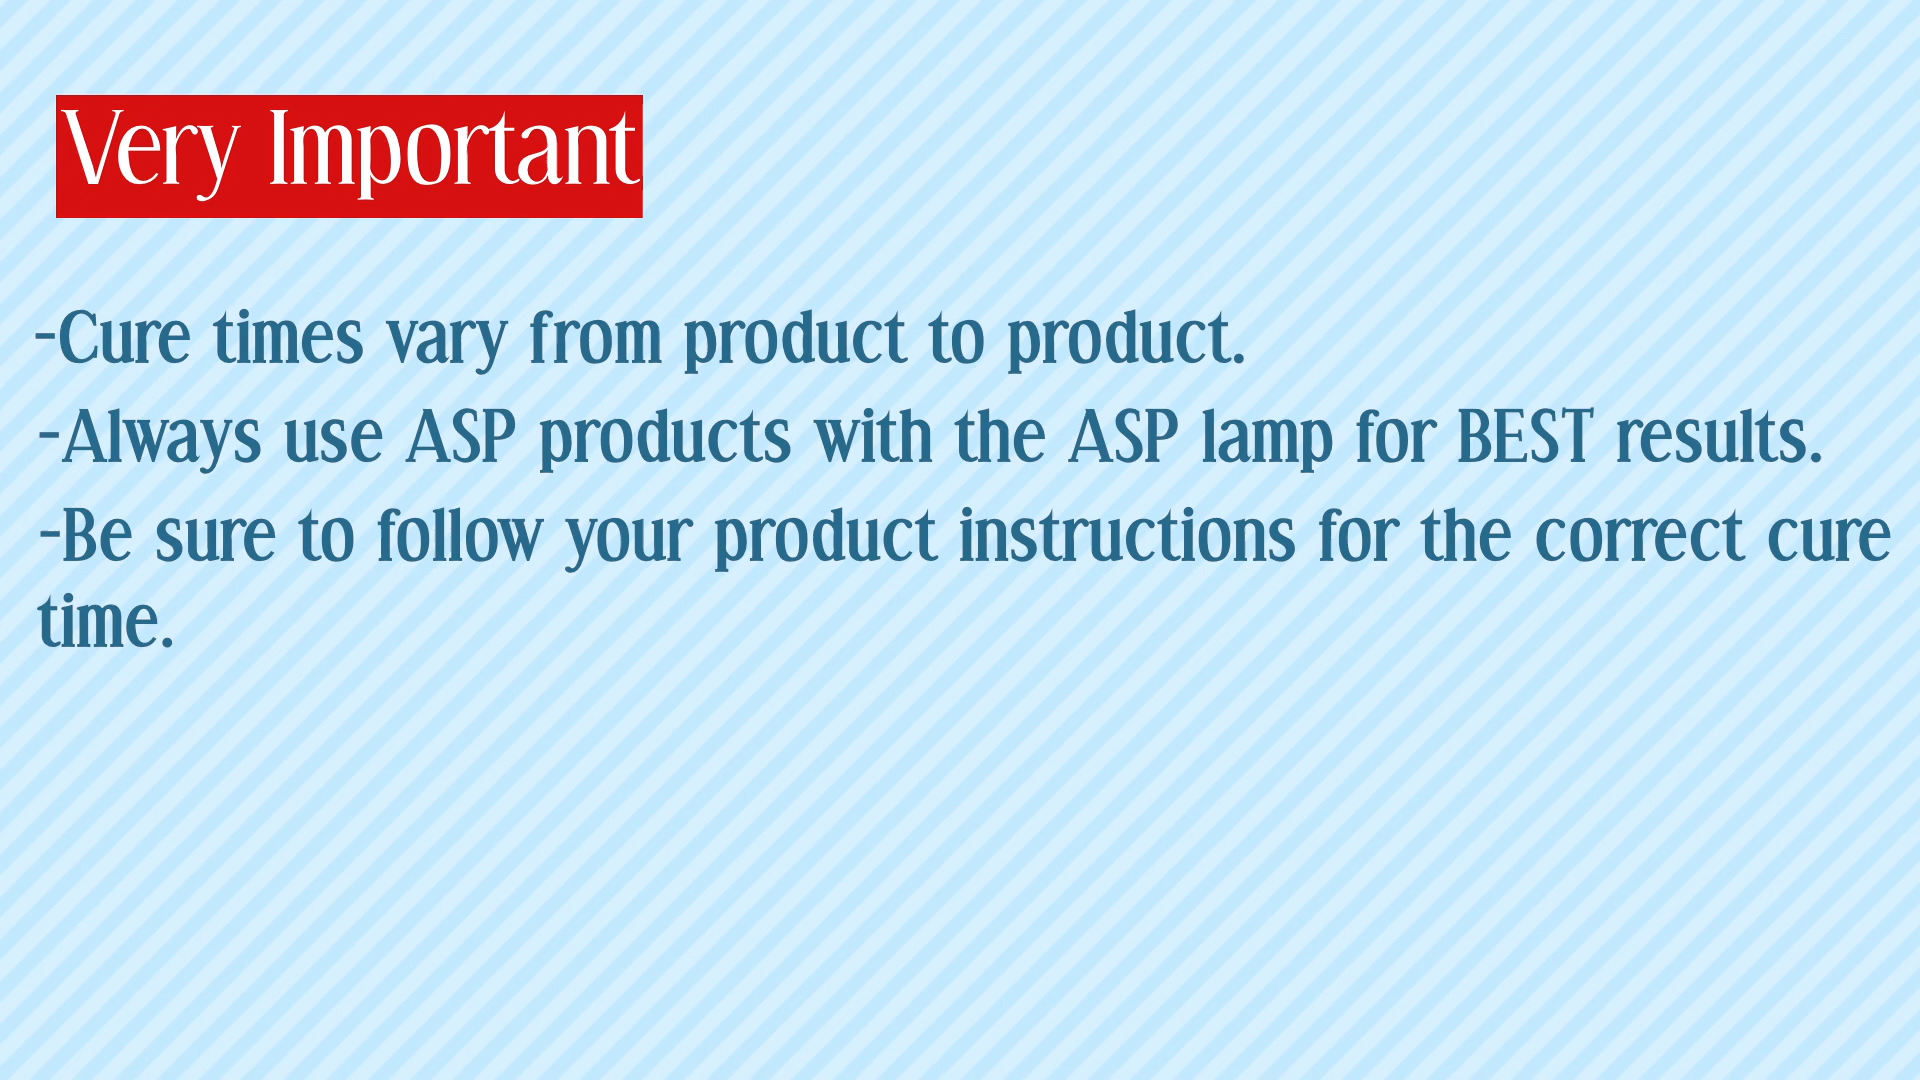 Very Important
-Cure times vary from product to product.
-Always use ASP products with the ASP lamp for BEST results.
-Be sure to follow your product instructions for the correct cure
time.